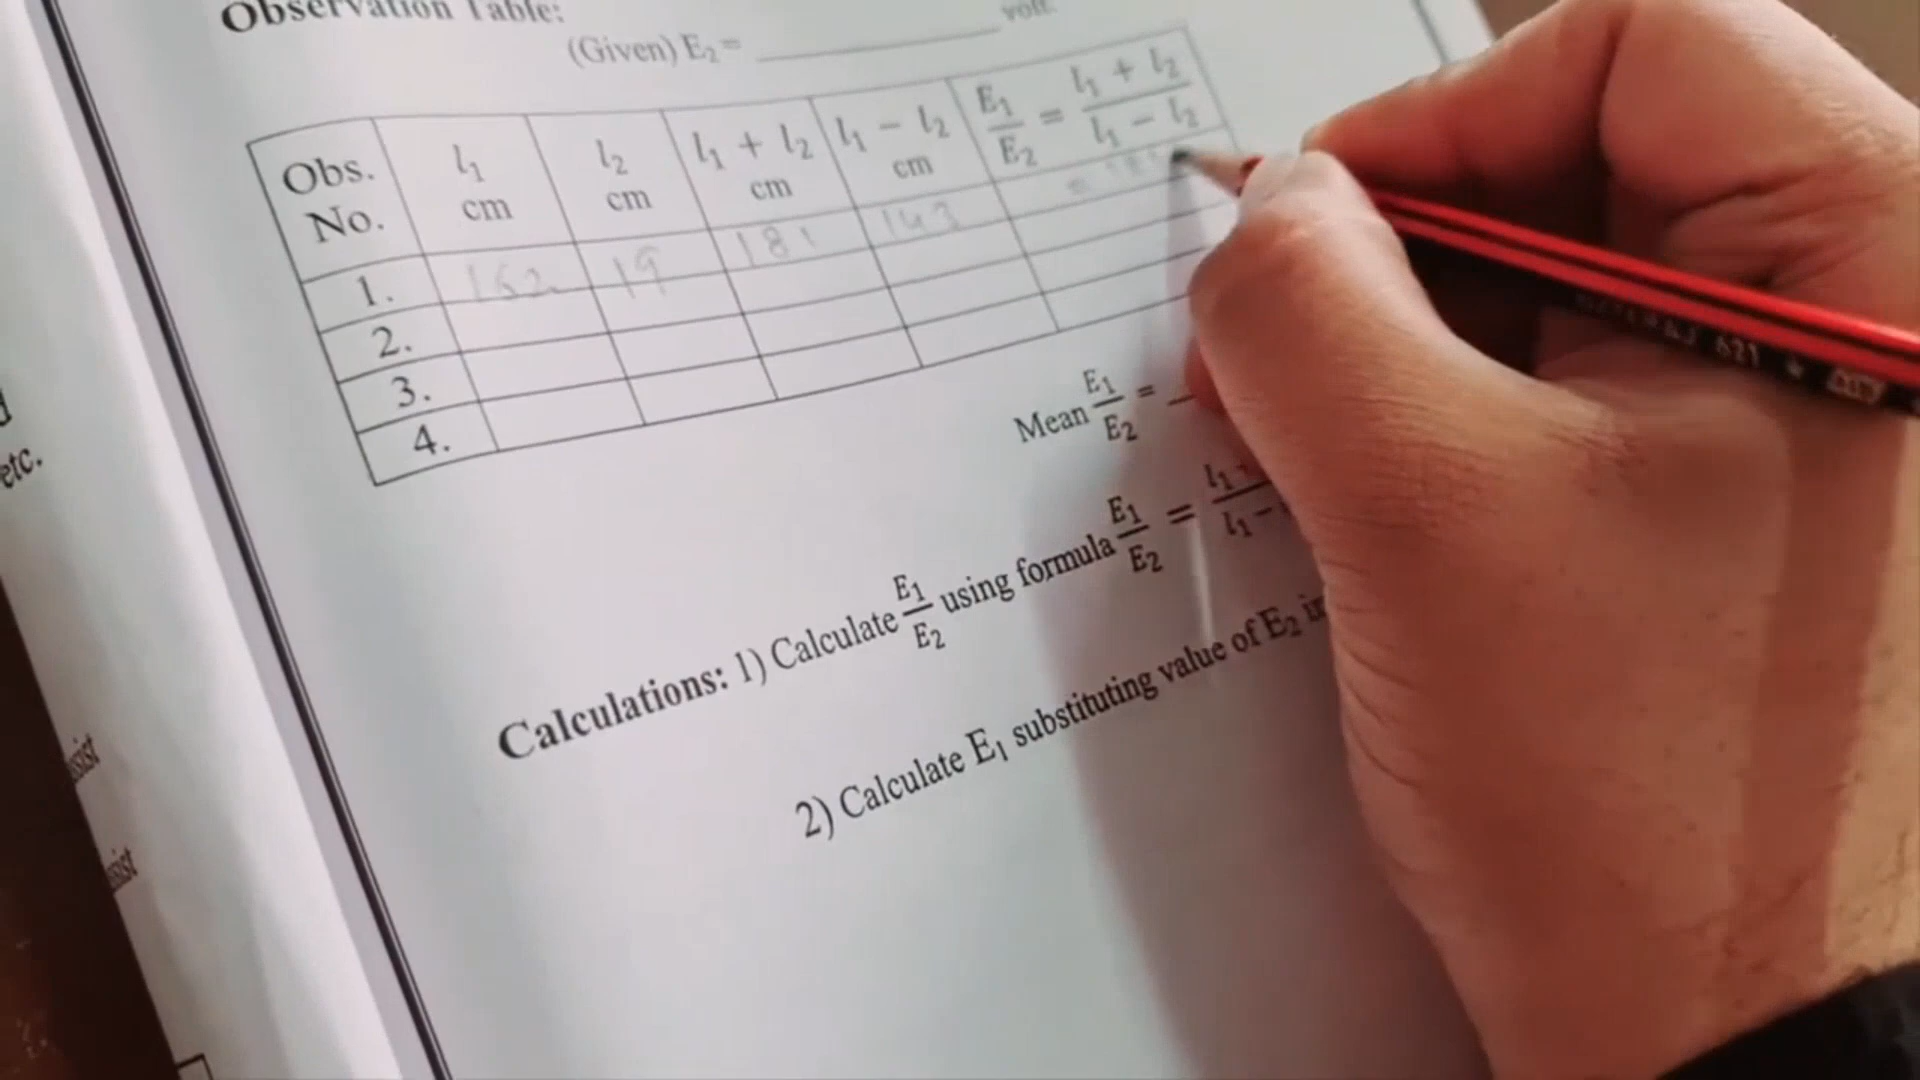 Observation Table:
(Given) E₂ = ____________ volt.
Obs. No. l₁ cm l₂ cm l₁ + l₂ cm l₁ − l₂ cm E₁/E₂ = (l₁ + l₂)/(l₁ − l₂)
1. 162 19 181 143
2.
3.
4.
Mean E₁/E₂ =
Calculations: 1) Calculate E₁/E₂ using formula E₁/E₂ =
2) Calculate E₁ substituting value of E₂
etc.
621